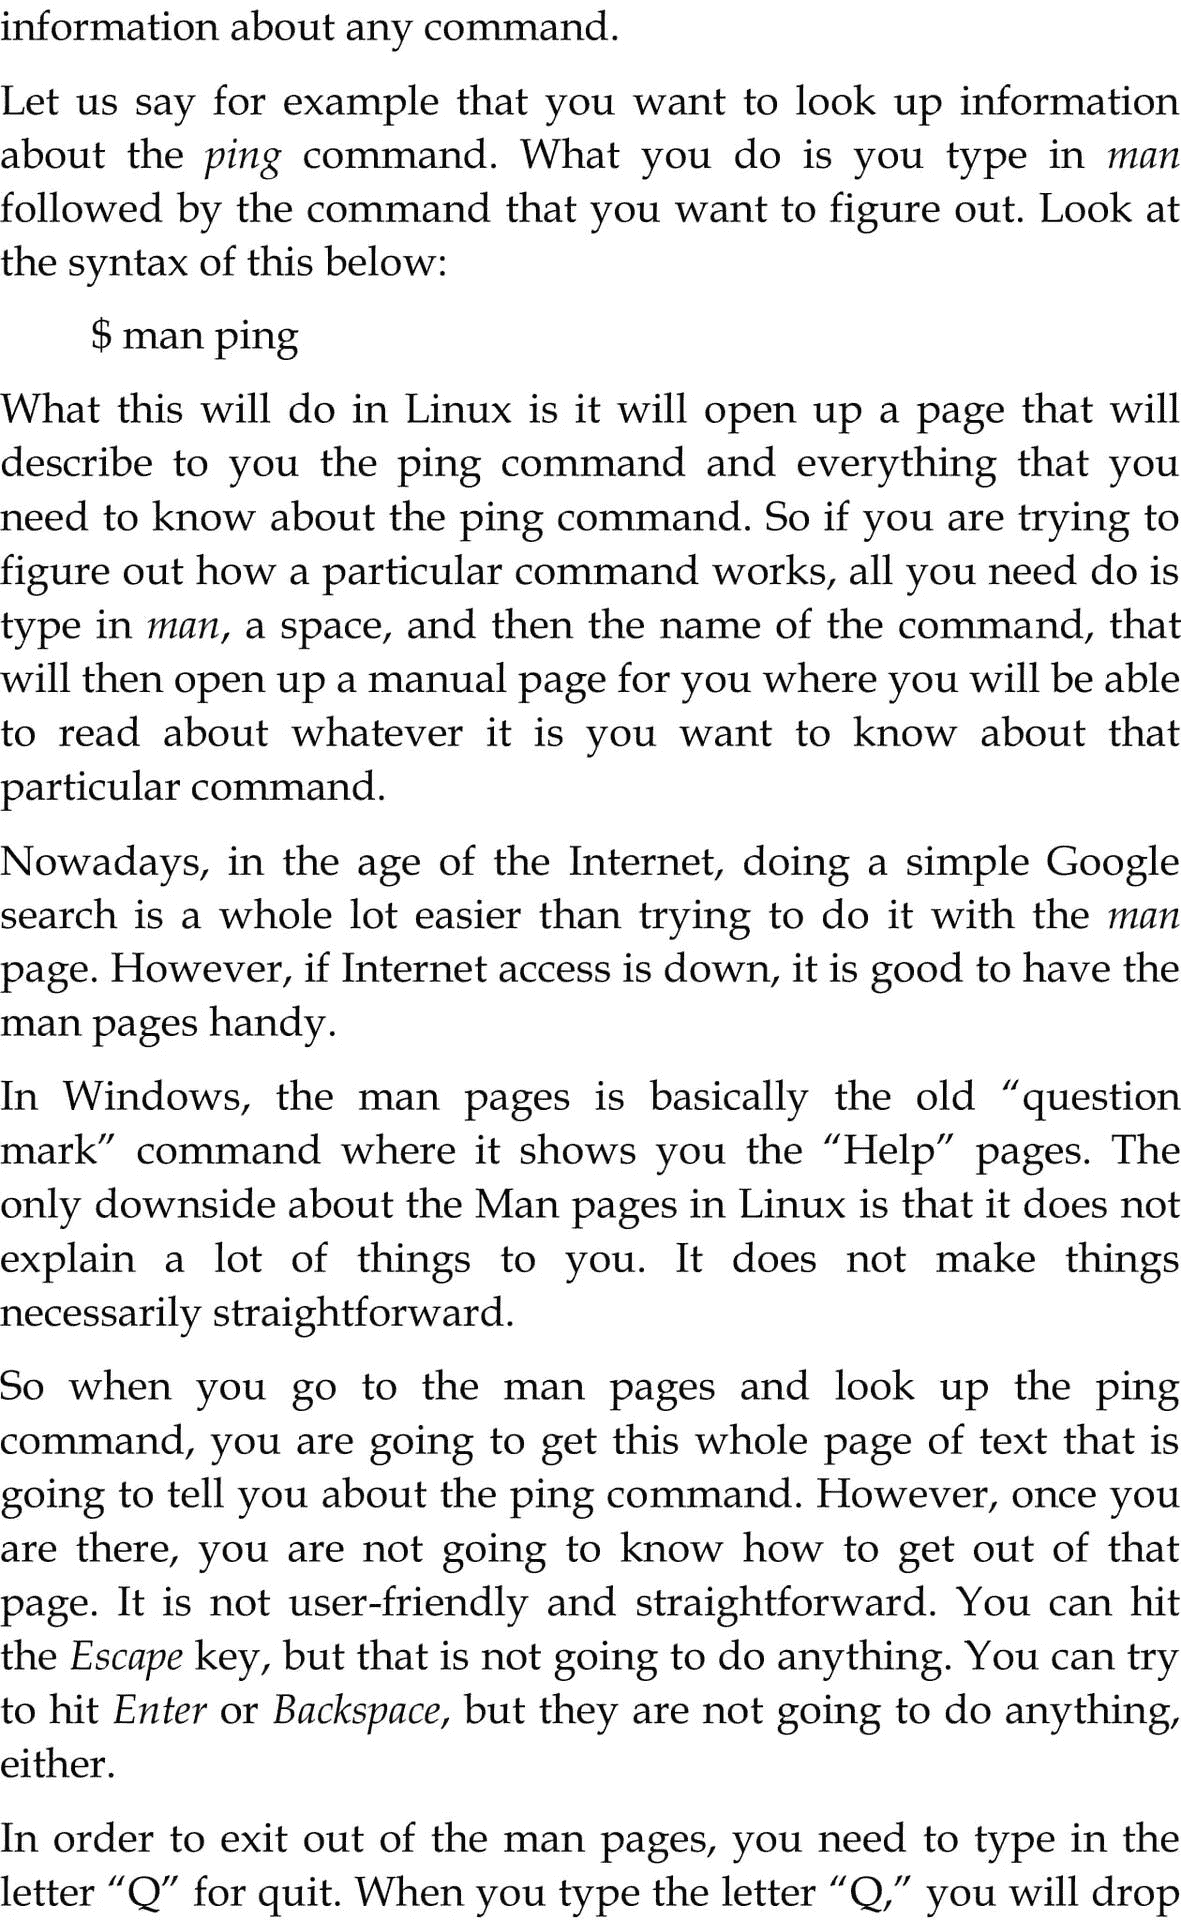 information about any command.
Let us say for example that you want to look up information
about the ping command. What you do is you type in man
followed by the command that you want to figure out. Look at
the syntax of this below:
$ man ping
What this will do in Linux is it will open up a page that will
describe to you the ping command and everything that you
need to know about the ping command. So if you are trying to
figure out how a particular command works, all you need do is
type in man, a space, and then the name of the command, that
will then open up a manual page for you where you will be able
to read about whatever it is you want to know about that
particular command.
Nowadays, in the age of the Internet, doing a simple Google
search is a whole lot easier than trying to do it with the man
page. However, if Internet access is down, it is good to have the
man pages handy.
In Windows, the man pages is basically the old “question
mark” command where it shows you the “Help” pages. The
only downside about the Man pages in Linux is that it does not
explain a lot of things to you. It does not make things
necessarily straightforward.
So when you go to the man pages and look up the ping
command, you are going to get this whole page of text that is
going to tell you about the ping command. However, once you
are there, you are not going to know how to get out of that
page. It is not user-friendly and straightforward. You can hit
the Escape key, but that is not going to do anything. You can try
to hit Enter or Backspace, but they are not going to do anything,
either.
In order to exit out of the man pages, you need to type in the
letter “Q” for quit. When you type the letter “Q,” you will drop